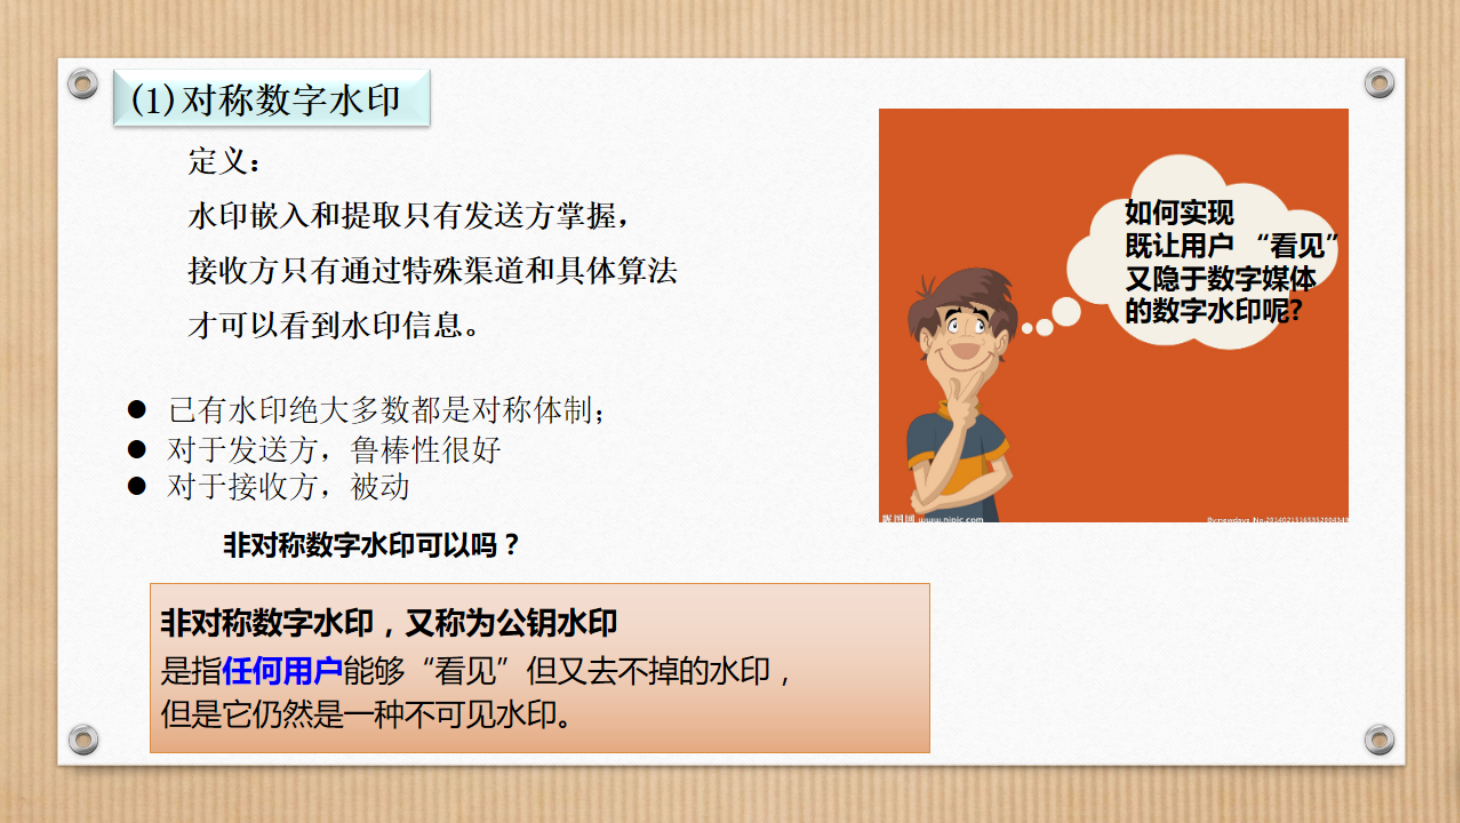 (1)对称数字水印
定义：
水印嵌入和提取只有发送方掌握，
接收方只有通过特殊渠道和具体算法
才可以看到水印信息。
● 已有水印绝大多数都是对称体制；
● 对于发送方，鲁棒性很好
● 对于接收方，被动
非对称数字水印可以吗？
非对称数字水印，又称为公钥水印
是指任何用户能够“看见”但又去不掉的水印，
但是它仍然是一种不可见水印。
如何实现
既让用户 “看见”
又隐于数字媒体
的数字水印呢?
昵图网 www.nipic.com